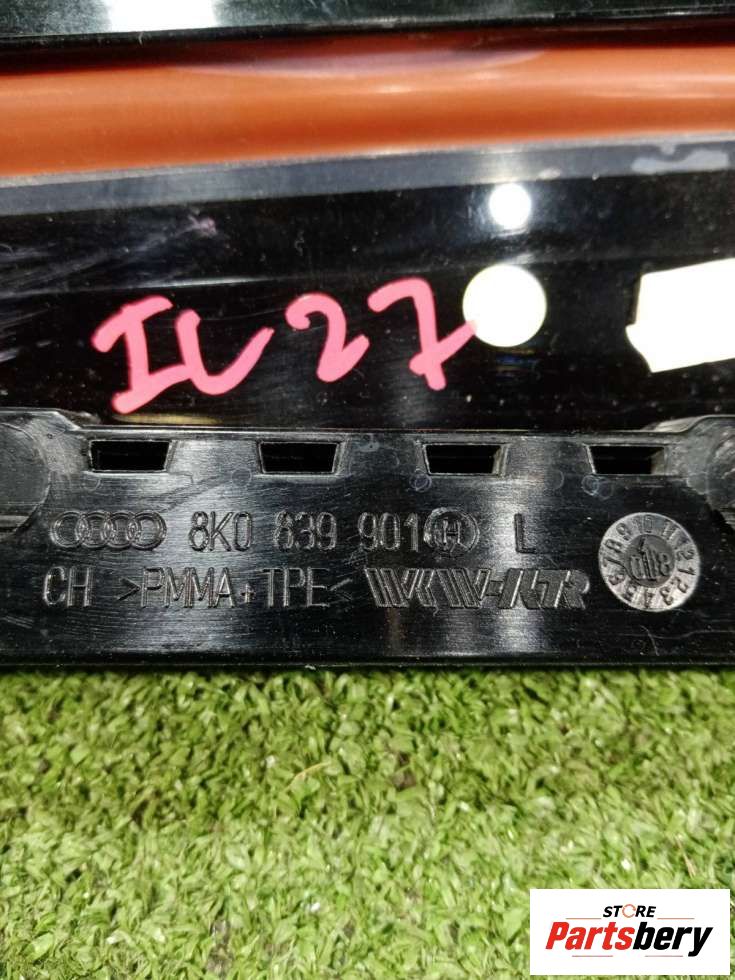 IL 27
8K0 839 901 H L
CH >PMMA+TPE< WKW-KTR
STORE
Partsbery